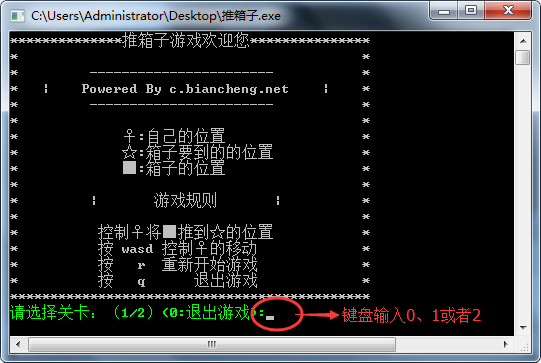 C:\Users\Administrator\Desktop\推箱子.exe
**************推箱子游戏欢迎您***************
* ----------------------- *
* ¦ Powered By c.biancheng.net ¦ *
* ----------------------- *
* ♀:自己的位置 *
* ☆:箱子要到的的位置 *
* ■:箱子的位置 *
* ¦ 游戏规则 ¦ *
* 控制♀将■推到☆的位置 *
* 按 wasd 控制♀的移动 *
* 按 r 重新开始游戏 *
* 按 q 退出游戏 *
*********************************************
请选择关卡: (1/2) (0:退出游戏):_
键盘输入0、1或者2